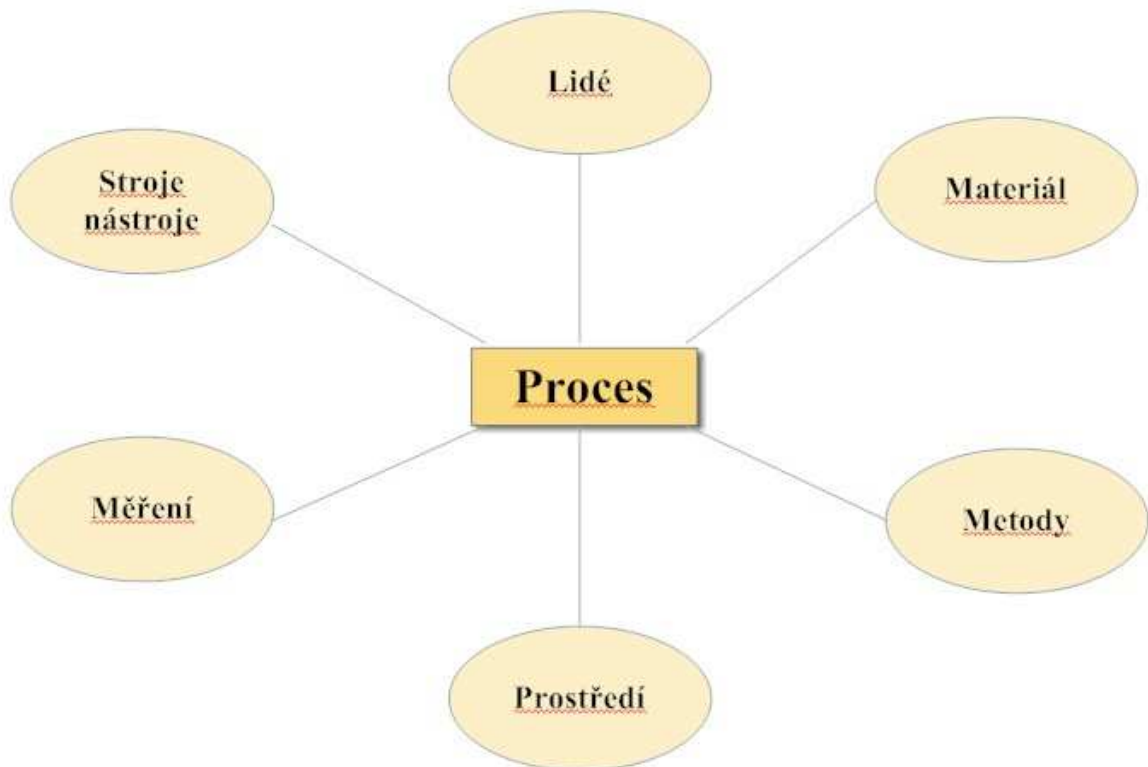 Lidé
Stroje
nástroje
Materiál
Proces
Měření
Metody
Prostředí